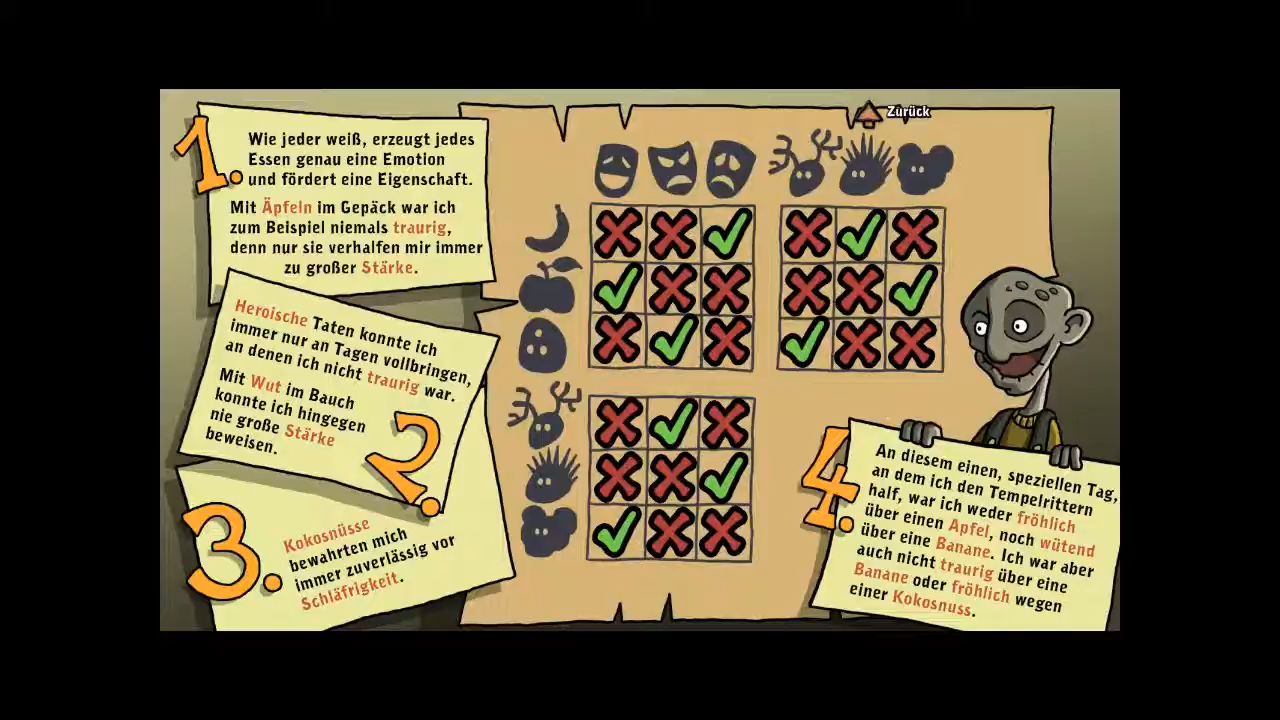 Zurück
1.
Wie jeder weiß, erzeugt jedes
Essen genau eine Emotion
und fördert eine Eigenschaft.
Mit Äpfeln im Gepäck war ich
zum Beispiel niemals traurig,
denn nur sie verhalfen mir immer
zu großer Stärke.
Heroische Taten konnte ich
immer nur an Tagen vollbringen,
an denen ich nicht traurig war.
Mit Wut im Bauch
konnte ich hingegen
nie große Stärke
beweisen.
2.
3.
Kokosnüsse
bewahrten mich
immer zuverlässig vor
Schläfrigkeit.
4.
An diesem einen, speziellen Tag,
an dem ich den Tempelrittern
half, war ich weder fröhlich
über einen Apfel, noch wütend
über eine Banane. Ich war aber
auch nicht traurig über eine
Banane oder fröhlich wegen
einer Kokosnuss.